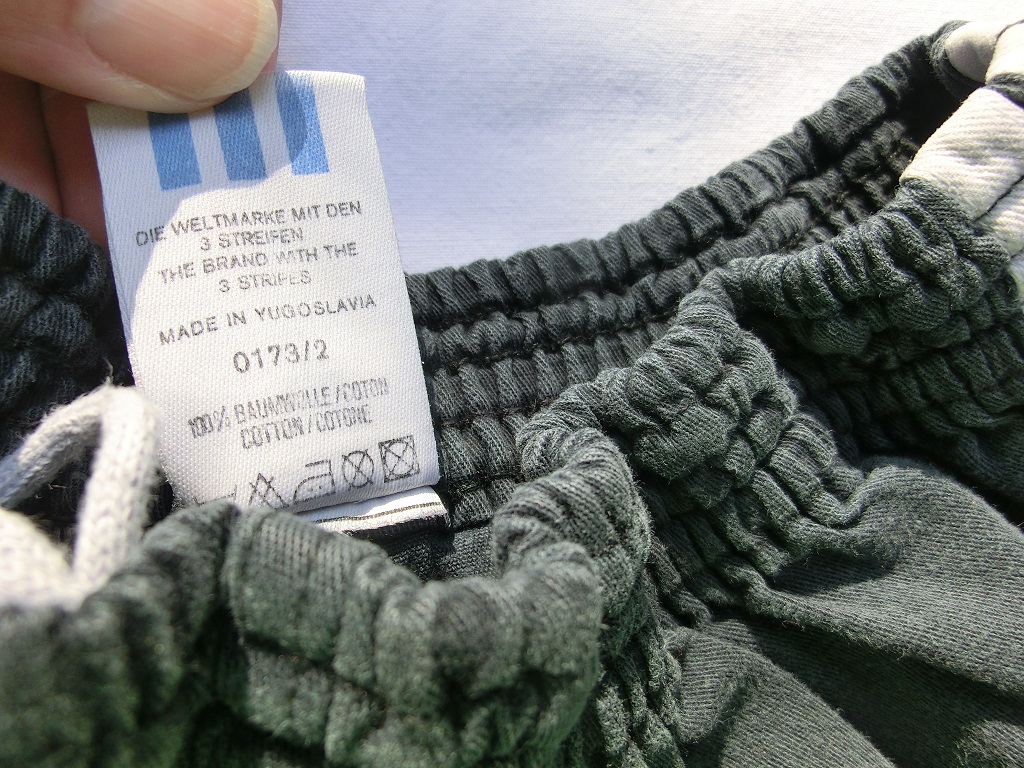 DIE WELTMARKE MIT DEN
3 STREIFEN
THE BRAND WITH THE
3 STRIPES
MADE IN YUGOSLAVIA
0173/2
100% BAUMWOLLE/COTON
COTTON/COTONE